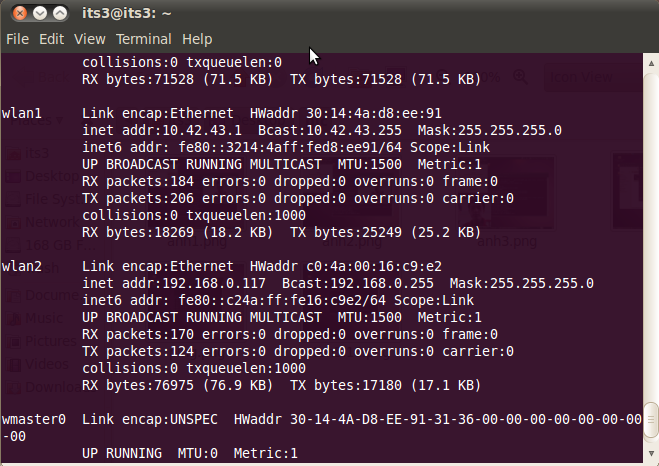 its3@its3: ~
File Edit View Terminal Help
collisions:0 txqueuelen:0
RX bytes:71528 (71.5 KB)  TX bytes:71528 (71.5 KB)
wlan1     Link encap:Ethernet  HWaddr 30:14:4a:d8:ee:91
inet addr:10.42.43.1  Bcast:10.42.43.255  Mask:255.255.255.0
inet6 addr: fe80::3214:4aff:fed8:ee91/64 Scope:Link
UP BROADCAST RUNNING MULTICAST  MTU:1500  Metric:1
RX packets:184 errors:0 dropped:0 overruns:0 frame:0
TX packets:206 errors:0 dropped:0 overruns:0 carrier:0
collisions:0 txqueuelen:1000
RX bytes:18269 (18.2 KB)  TX bytes:25249 (25.2 KB)
wlan2     Link encap:Ethernet  HWaddr c0:4a:00:16:c9:e2
inet addr:192.168.0.117  Bcast:192.168.0.255  Mask:255.255.255.0
inet6 addr: fe80::c24a:ff:fe16:c9e2/64 Scope:Link
UP BROADCAST RUNNING MULTICAST  MTU:1500  Metric:1
RX packets:170 errors:0 dropped:0 overruns:0 frame:0
TX packets:124 errors:0 dropped:0 overruns:0 carrier:0
collisions:0 txqueuelen:1000
RX bytes:76975 (76.9 KB)  TX bytes:17180 (17.1 KB)
wmaster0  Link encap:UNSPEC  HWaddr 30-14-4A-D8-EE-91-31-36-00-00-00-00-00-00-00
-00
UP RUNNING  MTU:0  Metric:1